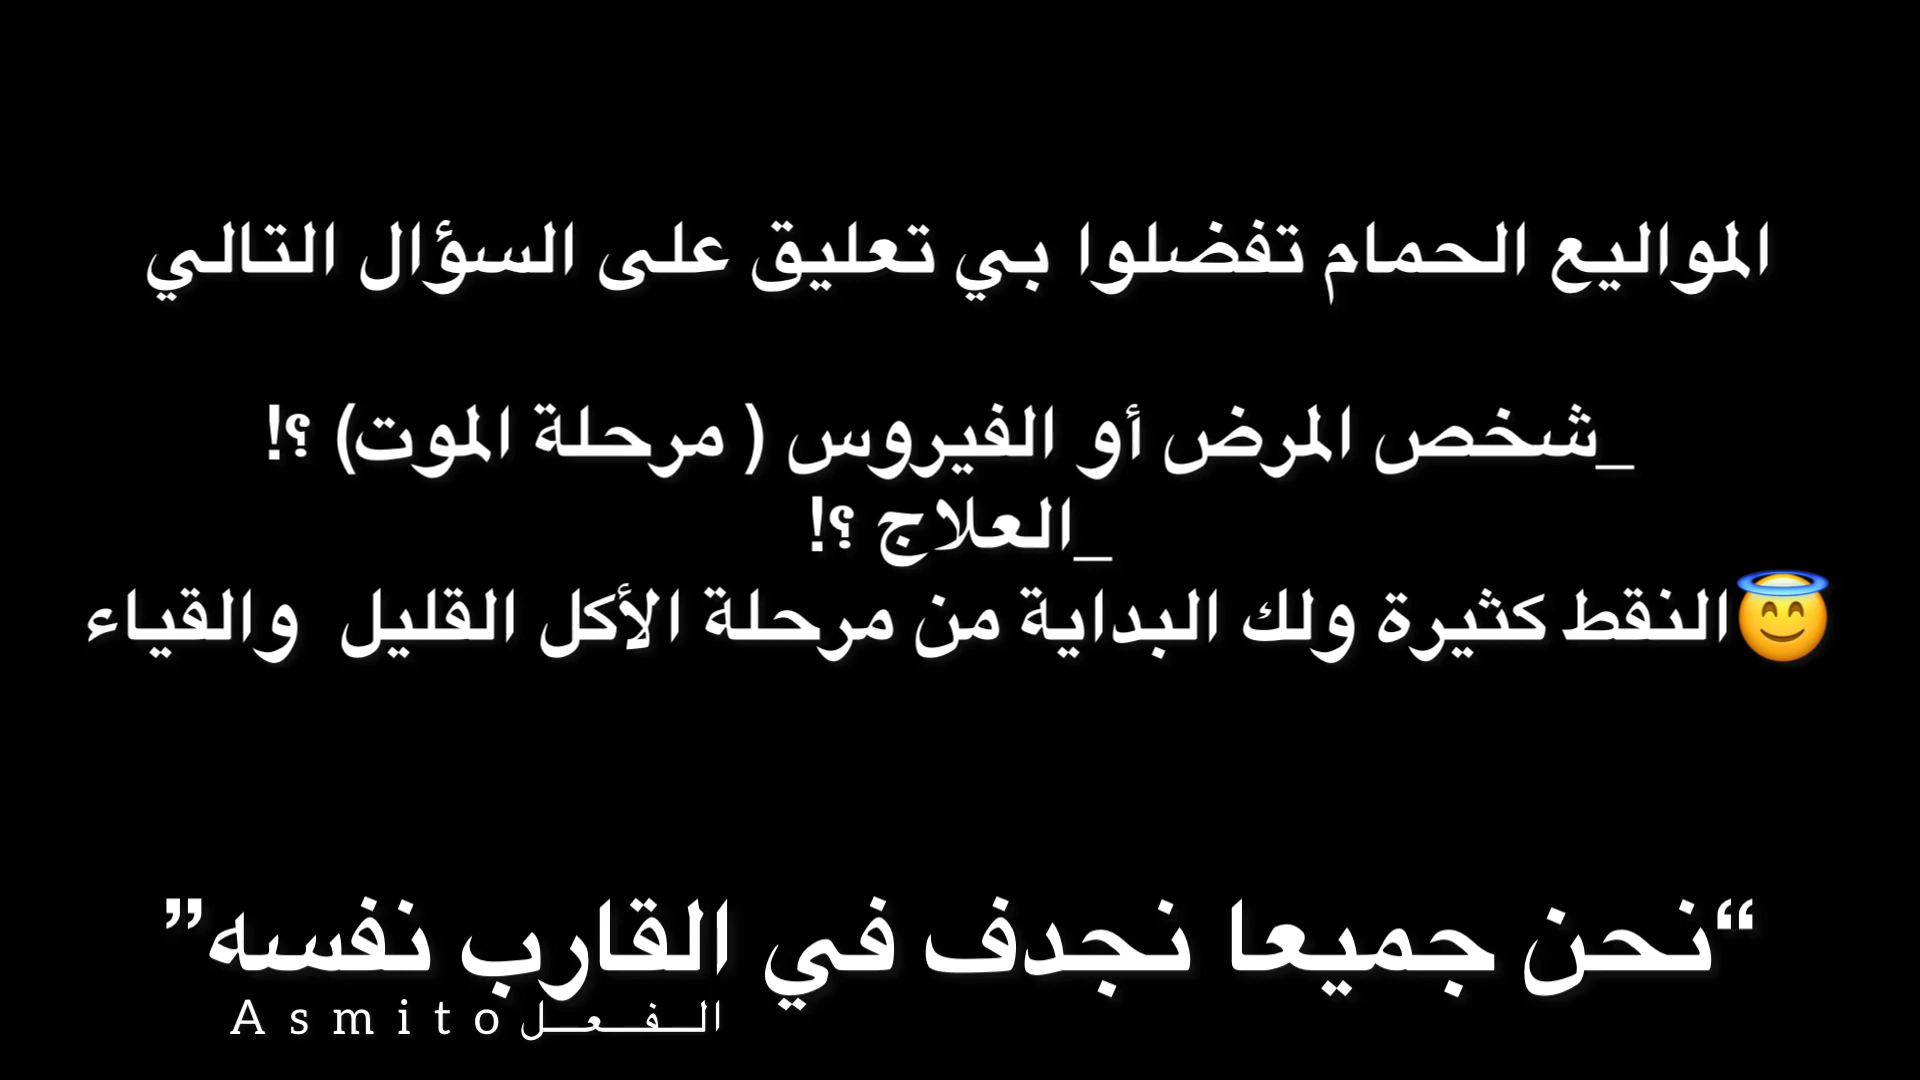 المواليع الحمام تفضلوا بي تعليق على السؤال التالي
_شخص المرض أو الفيروس ( مرحلة الموت) ؟!
_العلاج ؟!
😇النقط كثيرة ولك البداية من مرحلة الأكل القليل والقياء
“نحن جميعا نجدف في القارب نفسه”
الـــفـــعـــل Asmito